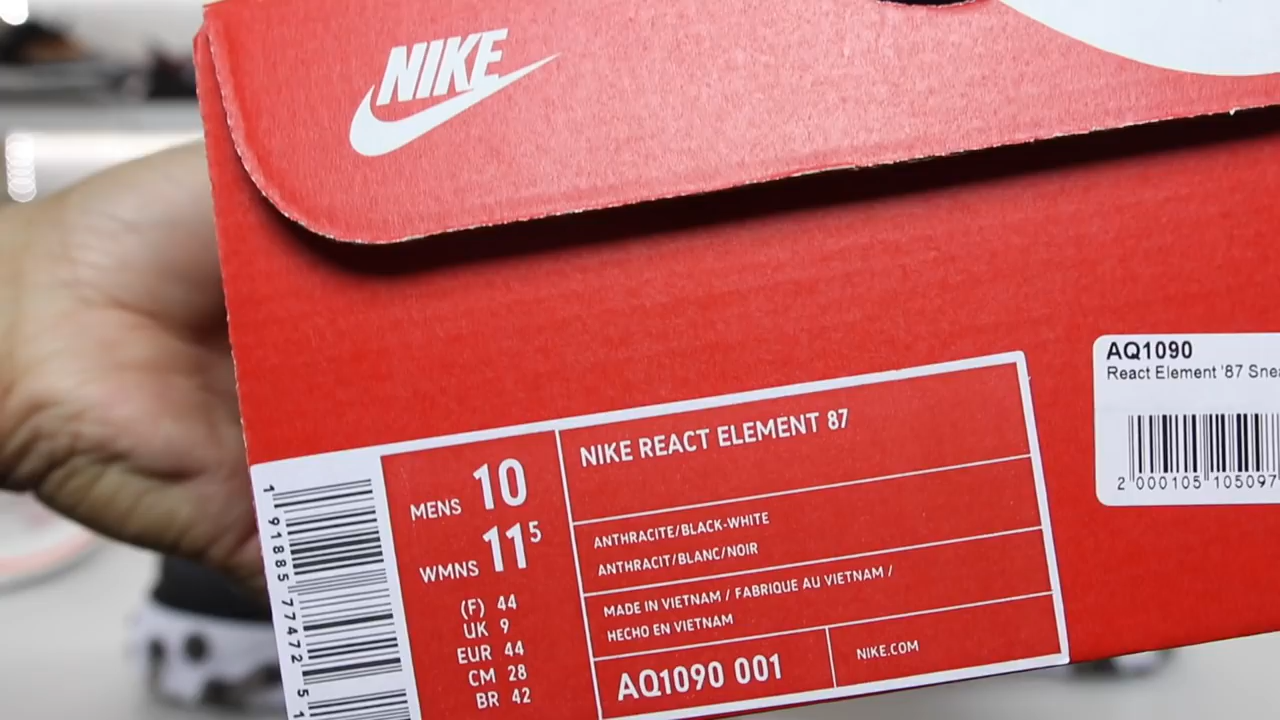 NIKE
AQ1090
React Element '87
2 000105 105097
NIKE REACT ELEMENT 87
MENS 10
WMNS 11⁵
(F) 44
UK 9
EUR 44
CM 28
BR 42
ANTHRACITE/BLACK-WHITE
ANTHRACIT/BLANC/NOIR
MADE IN VIETNAM / FABRIQUE AU VIETNAM /
HECHO EN VIETNAM
AQ1090 001
NIKE.COM
1 91885 77472 5